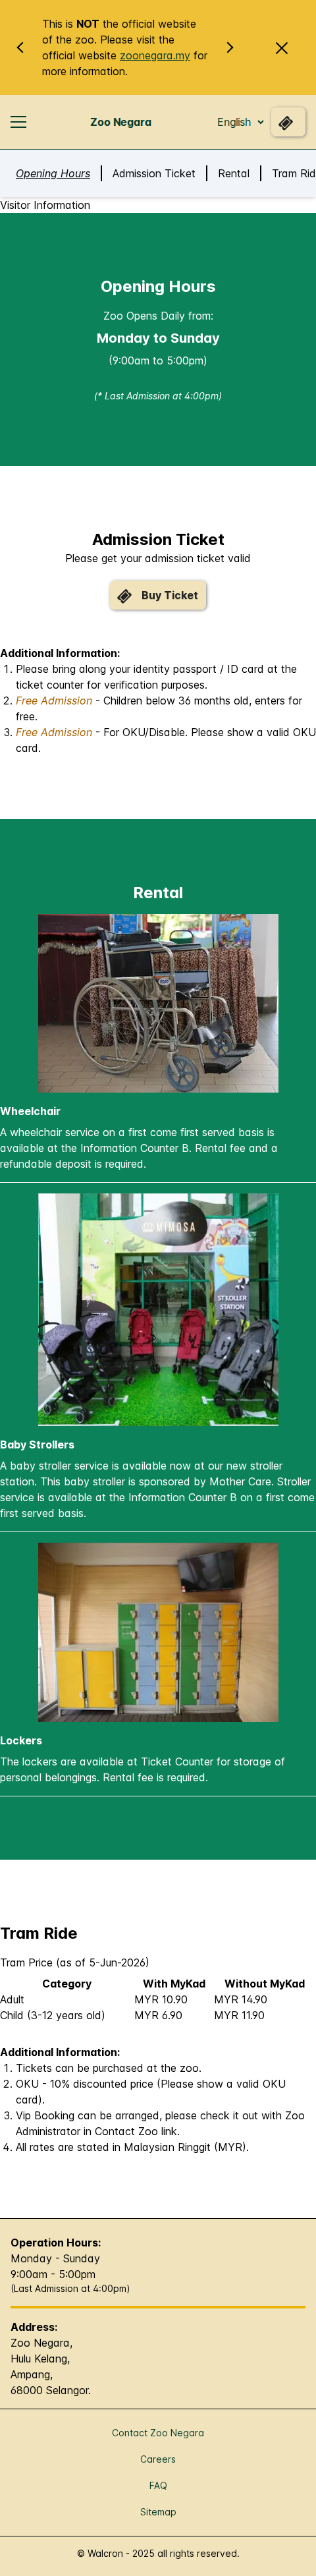 This is NOT the official website
of the zoo. Please visit the
official website zoonegara.my for
more information.
Zoo Negara
English
Opening Hours
Admission Ticket
Rental
Tram Rid
Visitor Information
Opening Hours
Zoo Opens Daily from:
Monday to Sunday
(9:00am to 5:00pm)
(* Last Admission at 4:00pm)
Admission Ticket
Please get your admission ticket valid
Buy Ticket
Additional Information:
1. Please bring along your identity passport / ID card at the
ticket counter for verification purposes.
2. Free Admission - Children below 36 months old, enters for
free.
3. Free Admission - For OKU/Disable. Please show a valid OKU
card.
Rental
Wheelchair
A wheelchair service on a first come first served basis is
available at the Information Counter B. Rental fee and a
refundable deposit is required.
MIMOSA
STROLLER
STATION
Baby Strollers
A baby stroller service is available now at our new stroller
station. This baby stroller is sponsored by Mother Care. Stroller
service is available at the Information Counter B on a first come
first served basis.
Lockers
The lockers are available at Ticket Counter for storage of
personal belongings. Rental fee is required.
Tram Ride
Tram Price (as of 5-Jun-2026)
Category With MyKad Without MyKad
Adult MYR 10.90 MYR 14.90
Child (3-12 years old) MYR 6.90 MYR 11.90
Additional Information:
1. Tickets can be purchased at the zoo.
2. OKU - 10% discounted price (Please show a valid OKU
card).
3. Vip Booking can be arranged, please check it out with Zoo
Administrator in Contact Zoo link.
4. All rates are stated in Malaysian Ringgit (MYR).
Operation Hours:
Monday - Sunday
9:00am - 5:00pm
(Last Admission at 4:00pm)
Address:
Zoo Negara,
Hulu Kelang,
Ampang,
68000 Selangor.
Contact Zoo Negara
Careers
FAQ
Sitemap
© Walcron - 2025 all rights reserved.